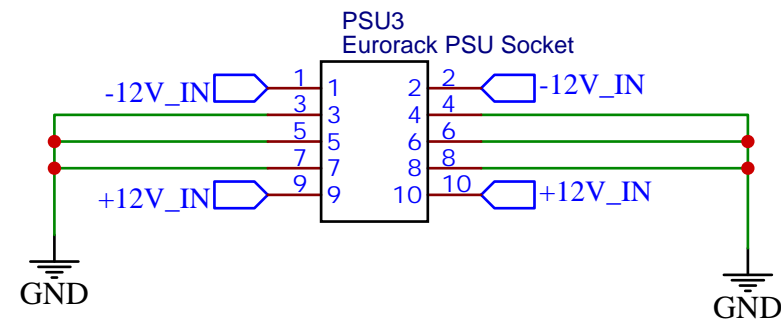 PSU3
Eurorack PSU Socket
-12V_IN 1 1 2 2 -12V_IN
3 3 4 4
5 5 6 6
7 7 8 8
+12V_IN 9 9 10 10 +12V_IN
GND GND